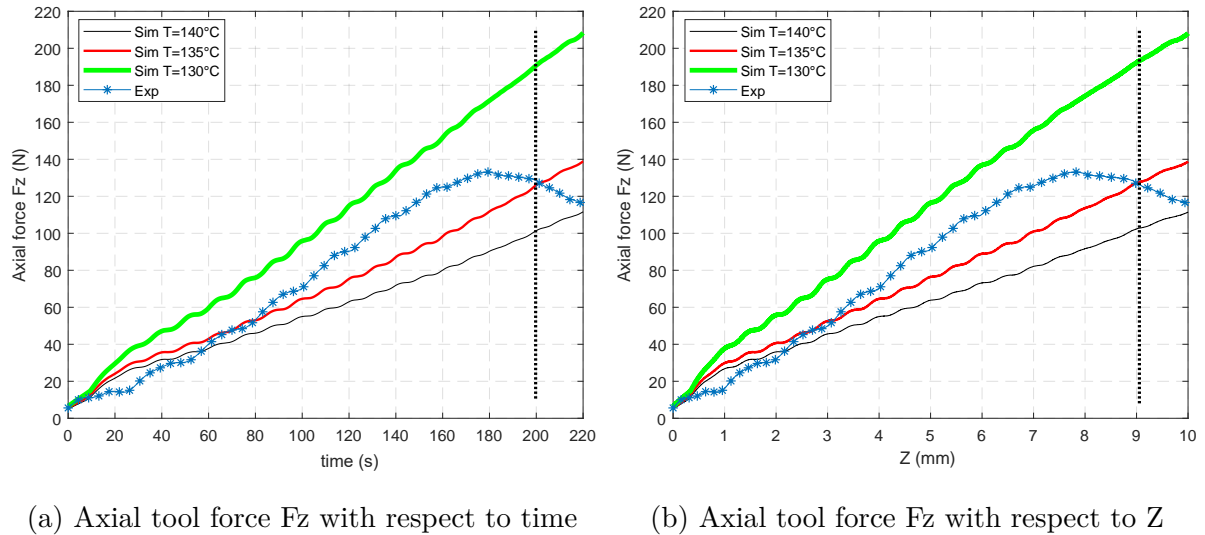 220
200
180
160
140
120
100
80
60
40
20
0
Axial force Fz (N)
Sim T=140°C
Sim T=135°C
Sim T=130°C
Exp
0 20 40 60 80 100 120 140 160 180 200 220
time (s)
220
200
180
160
140
120
100
80
60
40
20
0
Axial force Fz (N)
Sim T=140°C
Sim T=135°C
Sim T=130°C
Exp
0 1 2 3 4 5 6 7 8 9 10
Z (mm)
(a) Axial tool force Fz with respect to time
(b) Axial tool force Fz with respect to Z